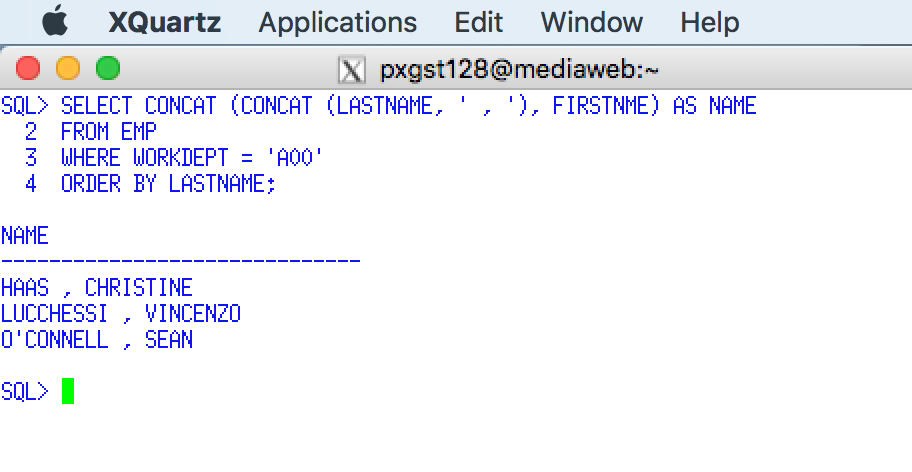 XQuartz Applications Edit Window Help
pxgst128@mediaweb:~
SQL> SELECT CONCAT (CONCAT (LASTNAME, ' , '), FIRSTNME) AS NAME
  2  FROM EMP
  3  WHERE WORKDEPT = 'A00'
  4  ORDER BY LASTNAME;
NAME
------------------------------
HAAS , CHRISTINE
LUCCHESSI , VINCENZO
O'CONNELL , SEAN
SQL>